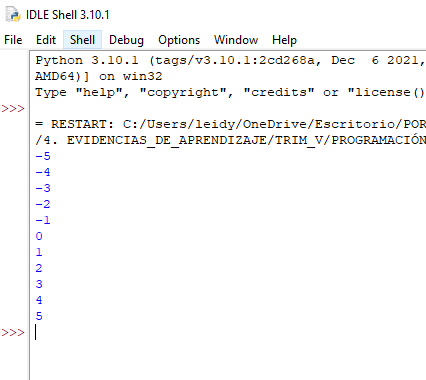 IDLE Shell 3.10.1
File Edit Shell Debug Options Window Help
Python 3.10.1 (tags/v3.10.1:2cd268a, Dec  6 2021,
AMD64)] on win32
Type "help", "copyright", "credits" or "license()
>>>
= RESTART: C:/Users/leidy/OneDrive/Escritorio/POR
/4. EVIDENCIAS_DE_APRENDIZAJE/TRIM_V/PROGRAMACIÓN
-5
-4
-3
-2
-1
0
1
2
3
4
5
>>>